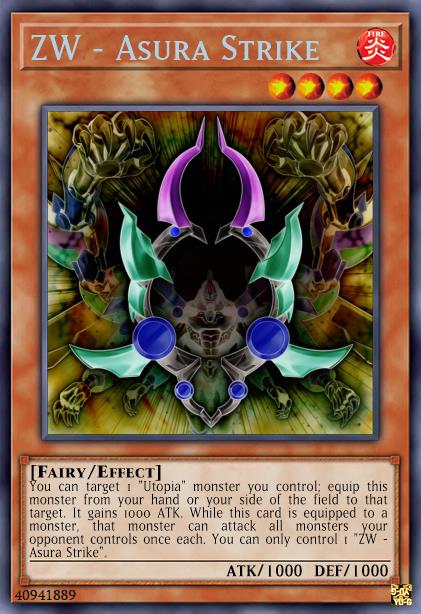 ZW - Asura Strike
FIRE
炎
[Fairy/Effect]
You can target 1 "Utopia" monster you control; equip this
monster from your hand or your side of the field to that
target. It gains 1000 ATK. While this card is equipped to a
monster, that monster can attack all monsters your
opponent controls once each. You can only control 1 "ZW -
Asura Strike".
ATK/1000 DEF/1000
40941889